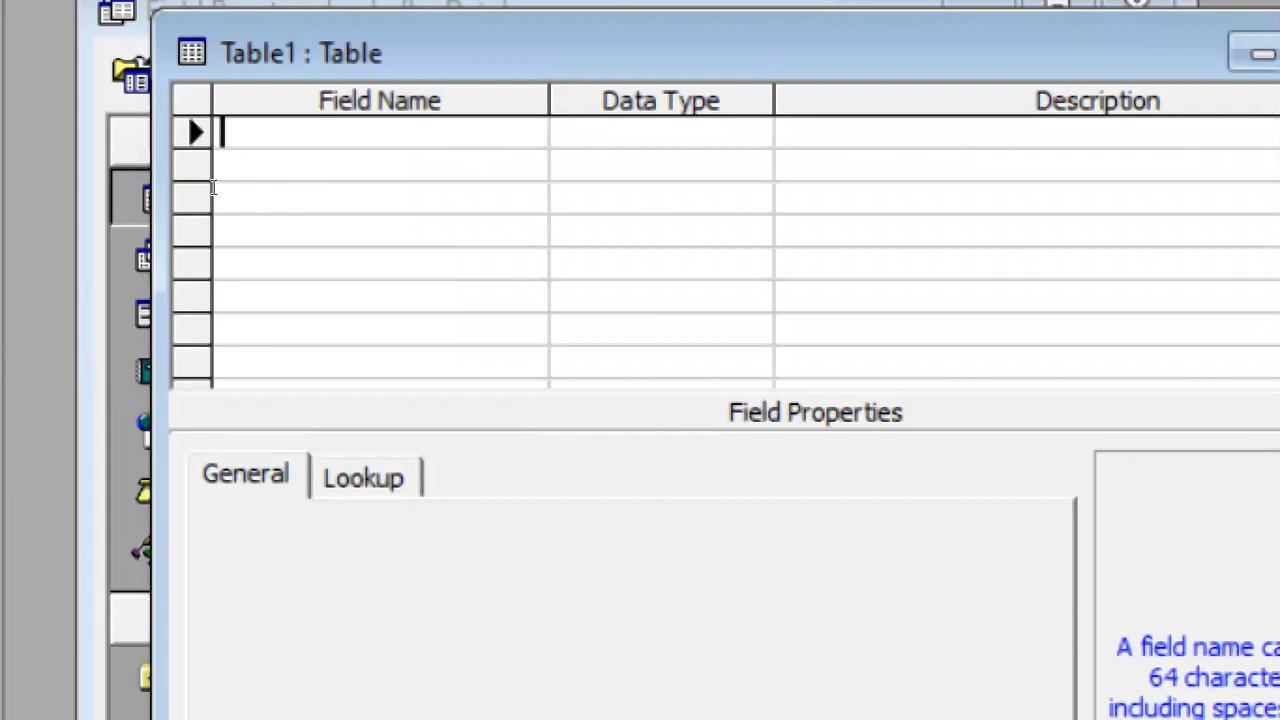 Table1 : Table
Field Name Data Type Description
Field Properties
General Lookup
A field name ca
64 characte
including spaces